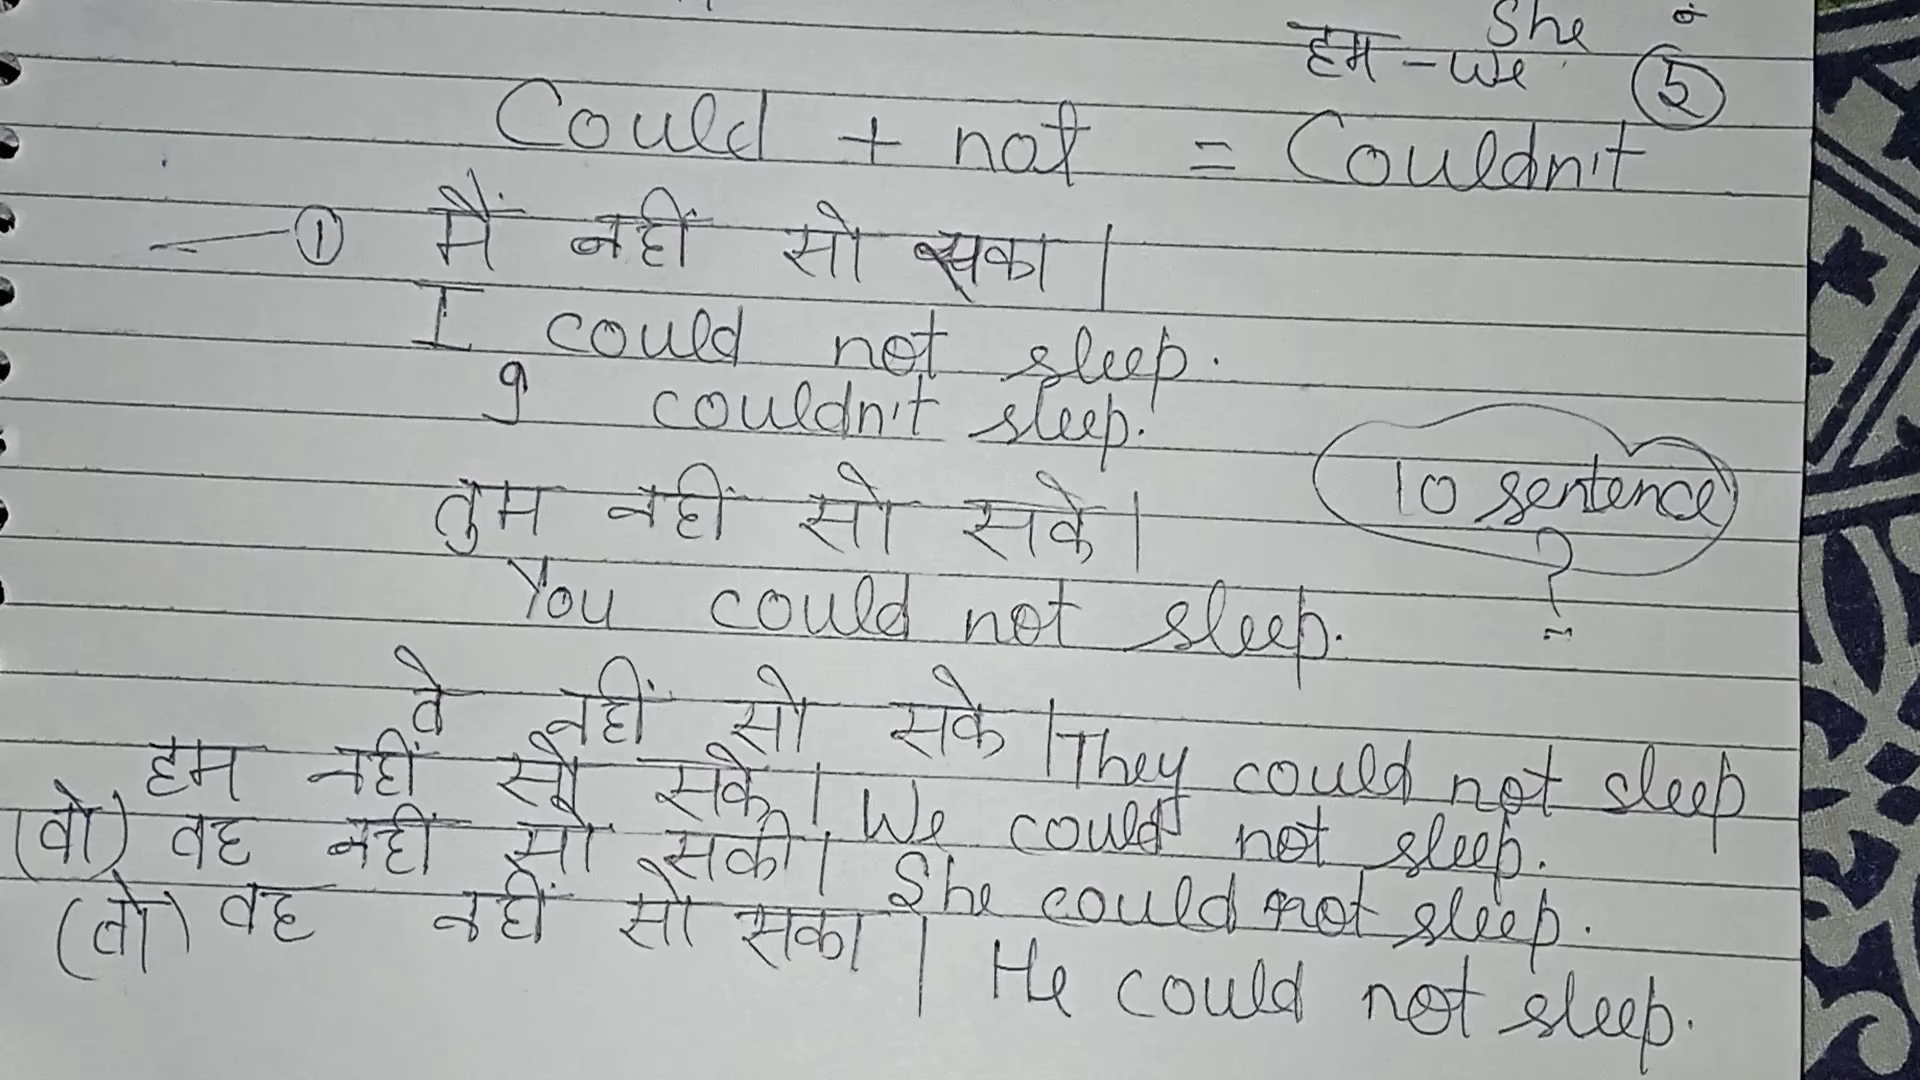 She
हम - We 5
Could + not = Couldn't
① मैं नहीं सो सका।
I could not sleep.
I couldn't sleep.
तुम नहीं सो सके।
10 sentence
?
You could not sleep.
वे नहीं सो सके। They could not sleep
हम नहीं सो सके। We could not sleep.
(वो) वह नहीं सो सकी। She could not sleep.
(वो) वह नहीं सो सका। He could not sleep.